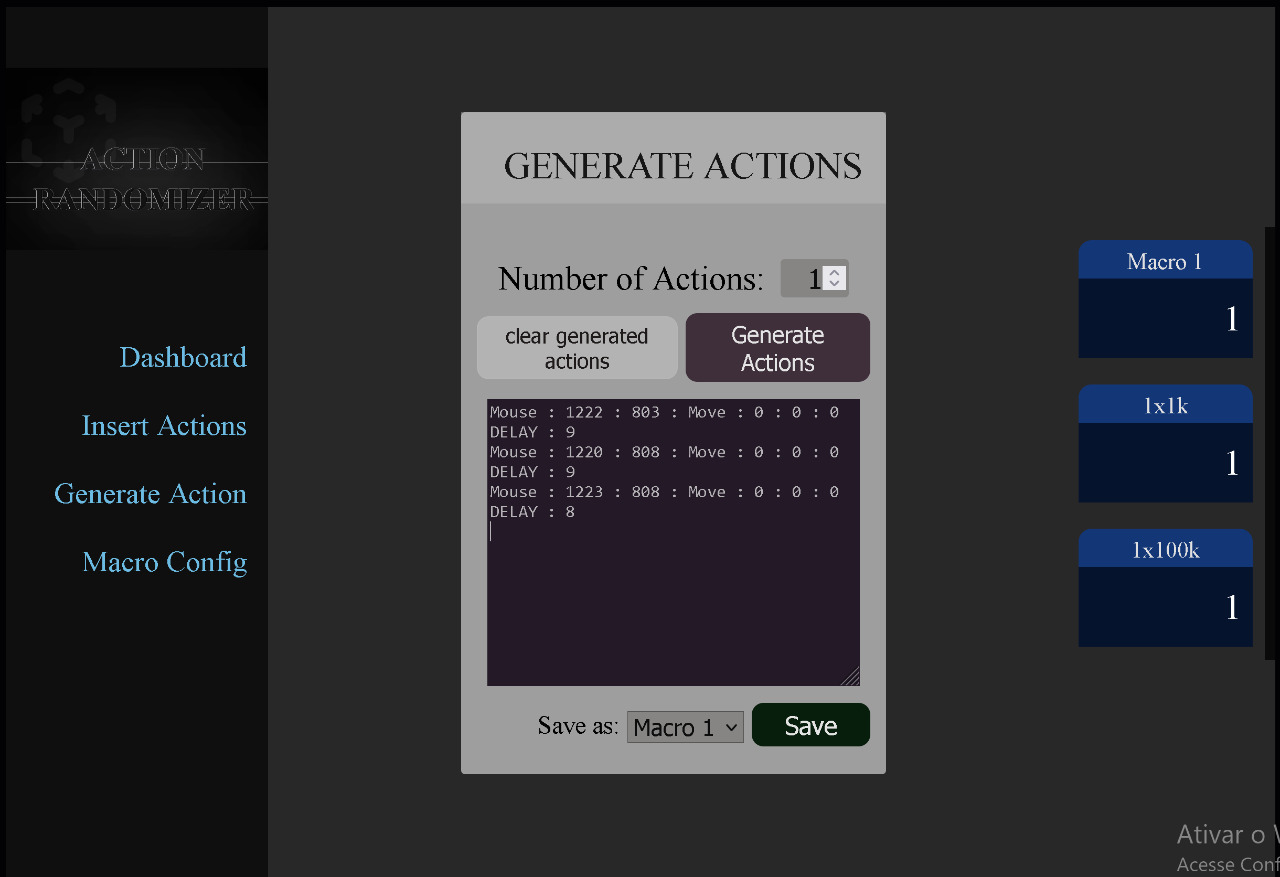 ACTION
RANDOMIZER
Dashboard
Insert Actions
Generate Action
Macro Config
GENERATE ACTIONS
Number of Actions: 1
clear generated
actions
Generate
Actions
Mouse : 1222 : 803 : Move : 0 : 0 : 0
DELAY : 9
Mouse : 1220 : 808 : Move : 0 : 0 : 0
DELAY : 9
Mouse : 1223 : 808 : Move : 0 : 0 : 0
DELAY : 8
Save as: Macro 1 Save
Macro 1
1
1x1k
1
1x100k
1
Ativar o
Acesse Conf